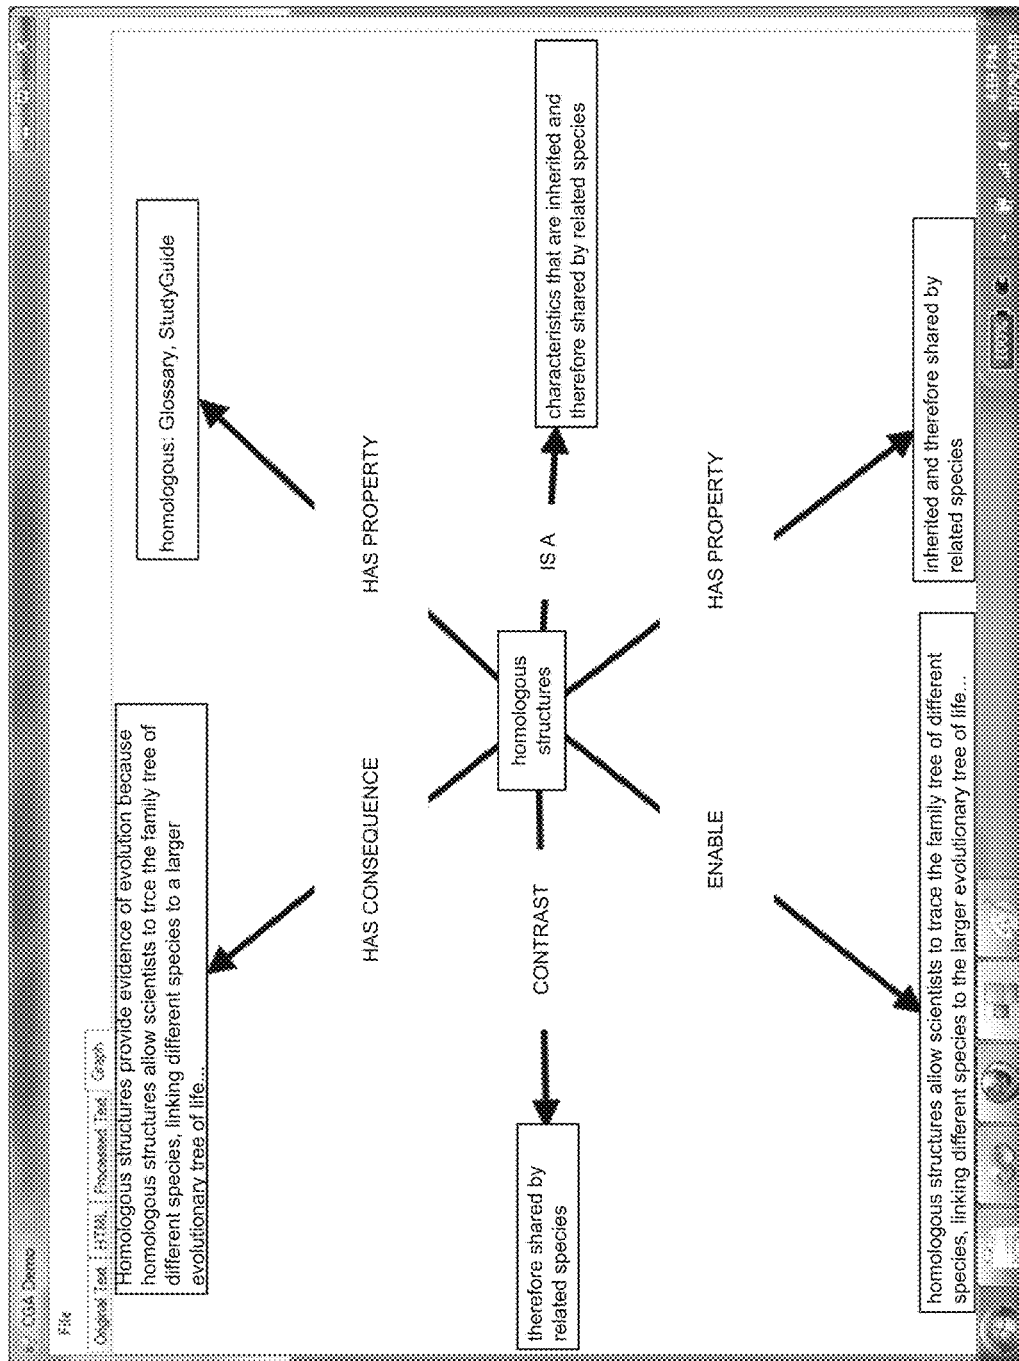 CGA Demo
File
Original Text HTML Processed Text Graph
Homologous structures provide evidence of evolution because
homologous structures allow scientists to trce the family tree of
different species, linking different species to a larger
evolutionary tree of life...
homologous: Glossary, StudyGuide
HAS CONSEQUENCE
HAS PROPERTY
therefore shared by
related species
CONTRAST
homologous
structures
IS A
characteristics that are inherited and
therefore shared by related species
ENABLE
HAS PROPERTY
homologous structures allow scientists to trace the family tree of different
species, linking different species to the larger evolutionary tree of life...
inherited and therefore shared by
related species